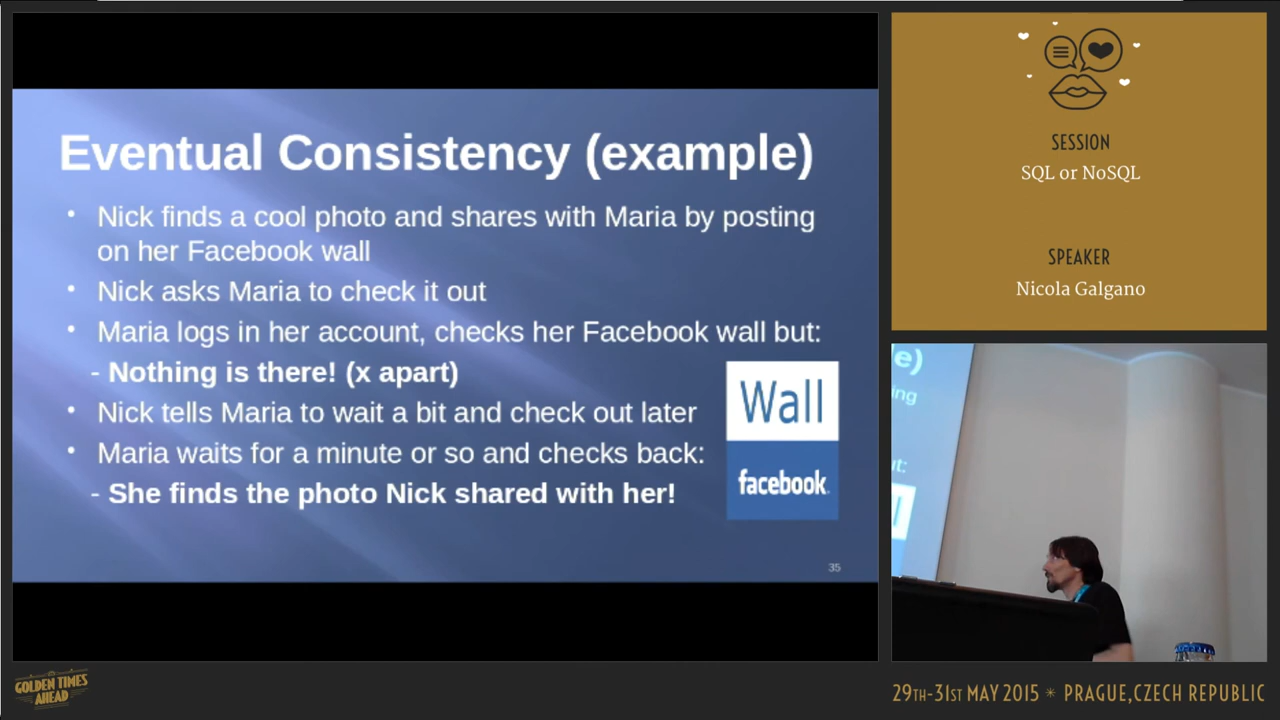 Eventual Consistency (example)
• Nick finds a cool photo and shares with Maria by posting
on her Facebook wall
• Nick asks Maria to check it out
• Maria logs in her account, checks her Facebook wall but:
- Nothing is there! (x apart)
• Nick tells Maria to wait a bit and check out later
• Maria waits for a minute or so and checks back:
- She finds the photo Nick shared with her!
Wall
facebook.
35
SESSION
SQL or NoSQL
SPEAKER
Nicola Galgano
e)
ng
ut:
l
GOLDEN TIMES
AHEAD
29TH-31ST MAY 2015 * PRAGUE,CZECH REPUBLIC